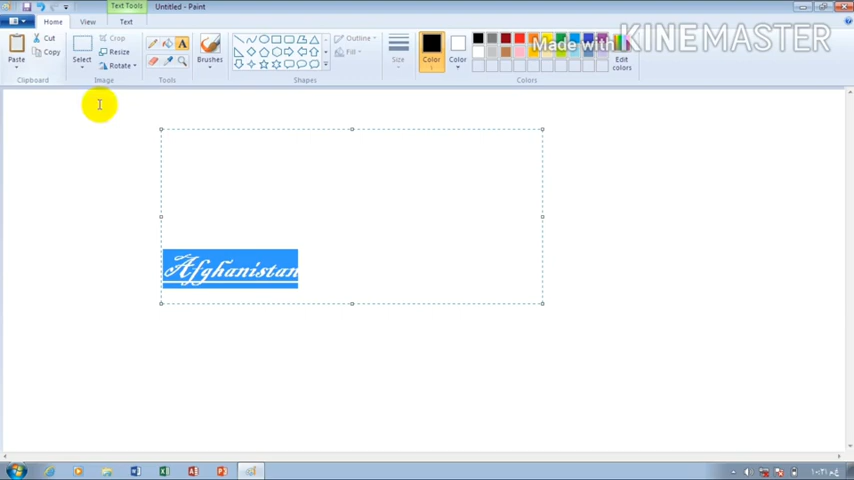 Text Tools
Untitled - Paint
Home
View
Text
Cut
Copy
Paste
Clipboard
Crop
Resize
Rotate
Select
Image
A
Tools
Brushes
Outline
Fill
Shapes
Size
Color
Color
Edit
colors
Colors
Made with KINEMASTER
Afghanistan